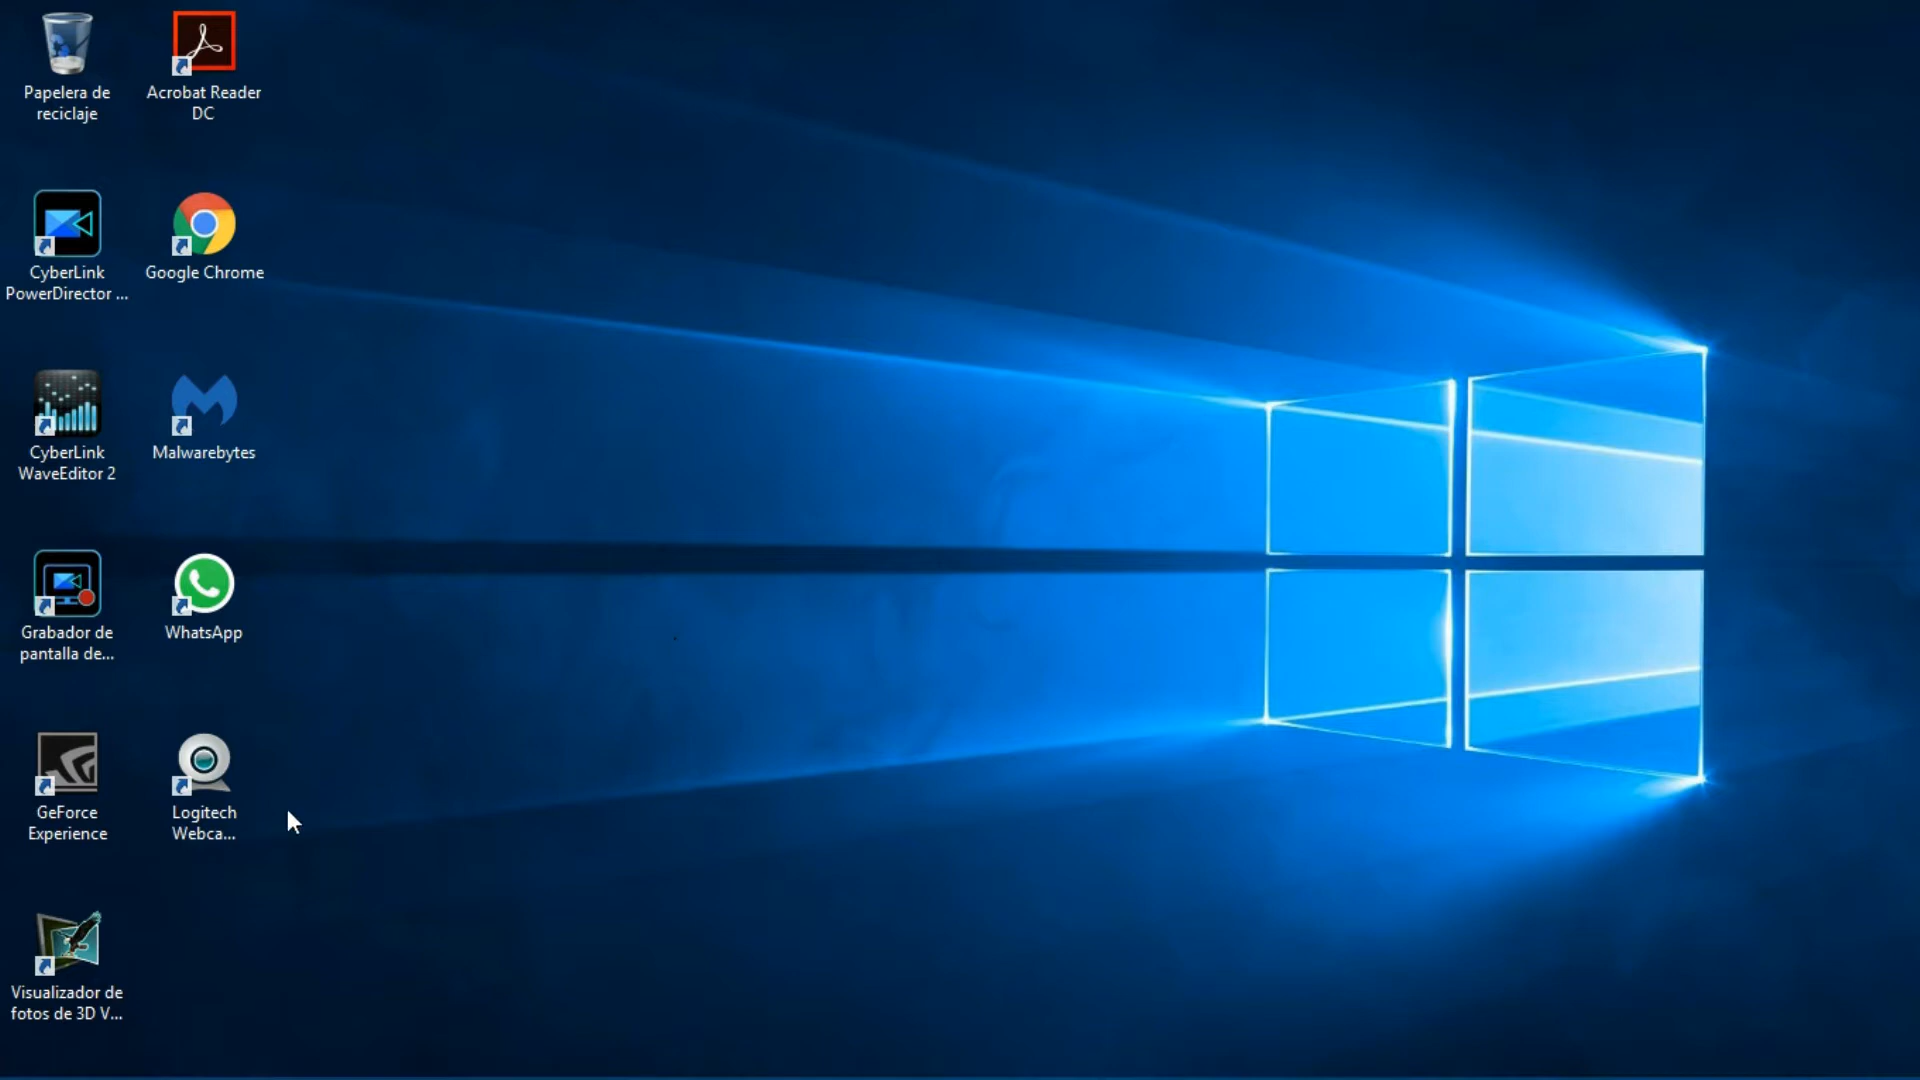 Papelera de
reciclaje
Acrobat Reader
DC
CyberLink
PowerDirector ...
Google Chrome
CyberLink
WaveEditor 2
Malwarebytes
Grabador de
pantalla de...
WhatsApp
GeForce
Experience
Logitech
Webca...
Visualizador de
fotos de 3D V...